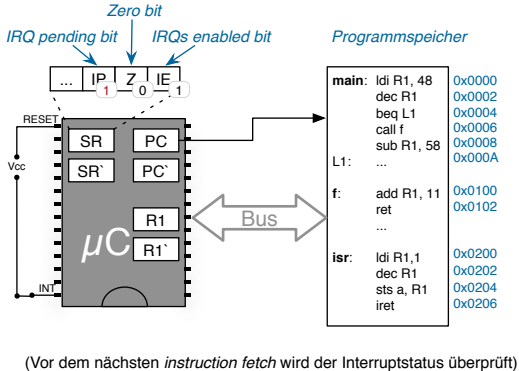 Zero bit
IRQ pending bit
IRQs enabled bit
Programmspeicher
... IP Z IE
1 0 1
RESET
SR PC
Vcc
SR` PC`
R1
µC
R1`
INT
Bus
main: ldi R1, 48 0x0000
dec R1 0x0002
beq L1 0x0004
call f 0x0006
sub R1, 58 0x0008
L1: ... 0x000A
f: add R1, 11 0x0100
ret 0x0102
...
isr: ldi R1,1 0x0200
dec R1 0x0202
sts a, R1 0x0204
iret 0x0206
(Vor dem nächsten instruction fetch wird der Interruptstatus überprüft)